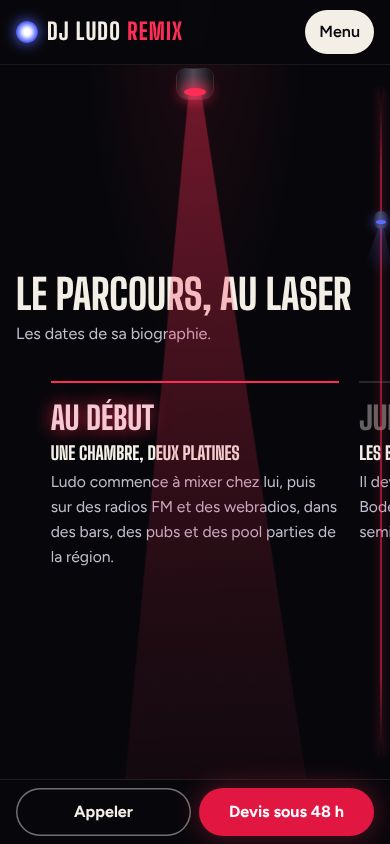 DJ LUDO REMIX
Menu
LE PARCOURS, AU LASER
Les dates de sa biographie.
AU DÉBUT
UNE CHAMBRE, DEUX PLATINES
Ludo commence à mixer chez lui, puis
sur des radios FM et des webradios, dans
des bars, des pubs et des pool parties de
la région.
LES
Il
Appeler
Devis sous 48 h